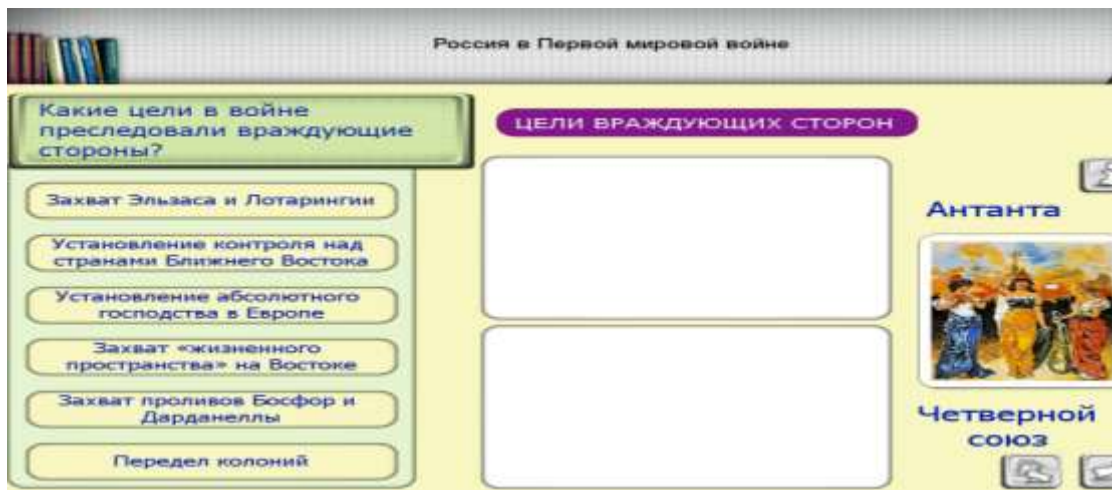 Россия в Первой мировой войне
Какие цели в войне
преследовали враждующие
стороны?
ЦЕЛИ ВРАЖДУЮЩИХ СТОРОН
Захват Эльзаса и Лотарингии
Установление контроля над
странами Ближнего Востока
Установление абсолютного
господства в Европе
Захват «жизненного
пространства» на Востоке
Захват проливов Босфор и
Дарданеллы
Передел колоний
Антанта
Четверной
союз